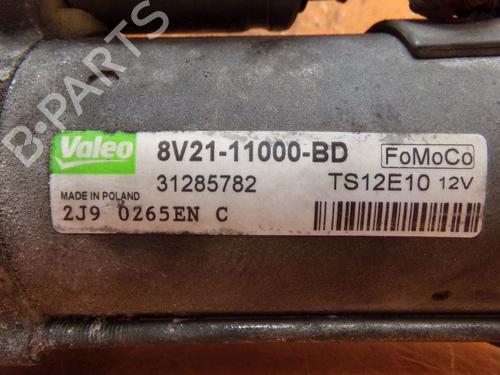 B-PARTS
Valeo
8V21-11000-BD
FoMoCo
31285782
TS12E10 12V
MADE IN POLAND
2J9 0265EN C